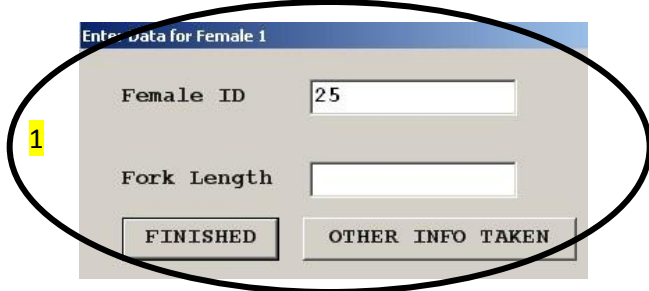 Enter Data for Female 1
Female ID 25
1
Fork Length
FINISHED OTHER INFO TAKEN